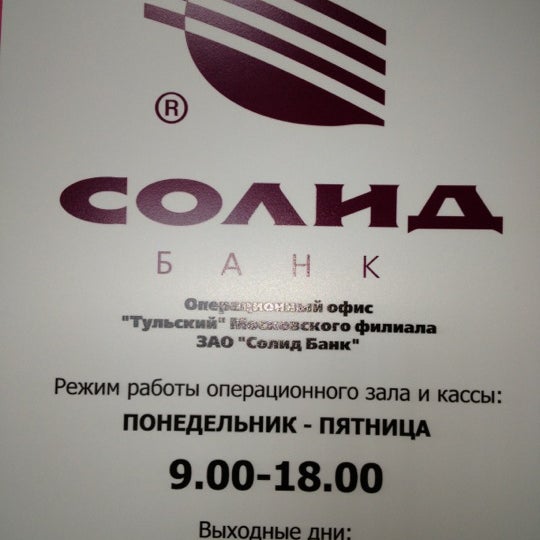 ®
СОЛИД
БАНК
Операционный офис
"Тульский" Московского филиала
ЗАО "Солид Банк"
Режим работы операционного зала и кассы:
ПОНЕДЕЛЬНИК - ПЯТНИЦА
9.00-18.00
Выходные дни: